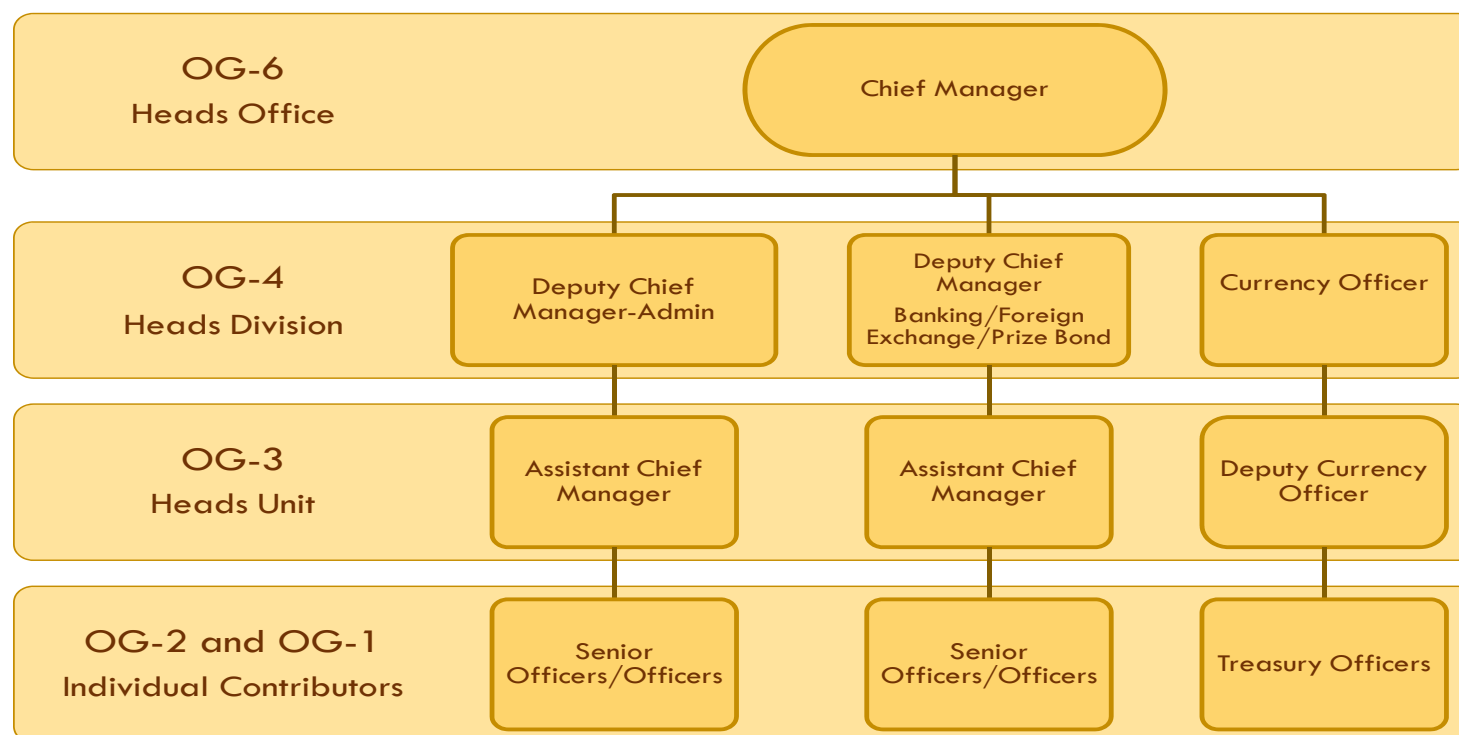 OG-6
Heads Office
Chief Manager
OG-4
Heads Division
Deputy Chief
Manager-Admin
Deputy Chief
Manager
Banking/Foreign
Exchange/Prize Bond
Currency Officer
OG-3
Heads Unit
Assistant Chief
Manager
Assistant Chief
Manager
Deputy Currency
Officer
OG-2 and OG-1
Individual Contributors
Senior
Officers/Officers
Senior
Officers/Officers
Treasury Officers